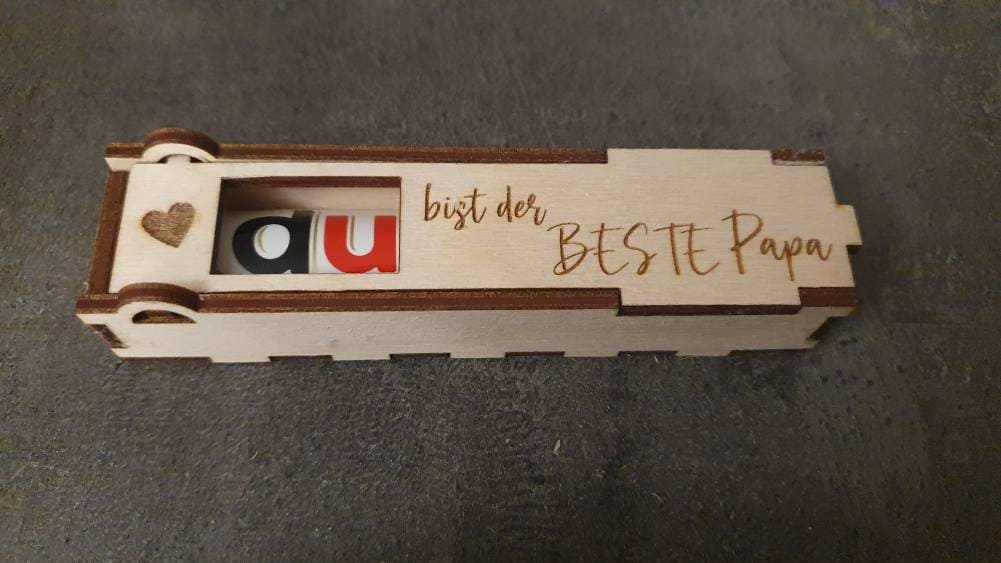 du
bist der
BESTE Papa